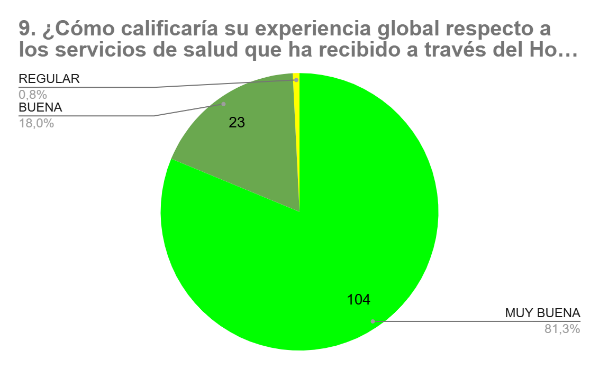 9. ¿Cómo calificaría su experiencia global respecto a
los servicios de salud que ha recibido a través del Ho…
REGULAR
0,8%
BUENA
18,0%
23
104
MUY BUENA
81,3%